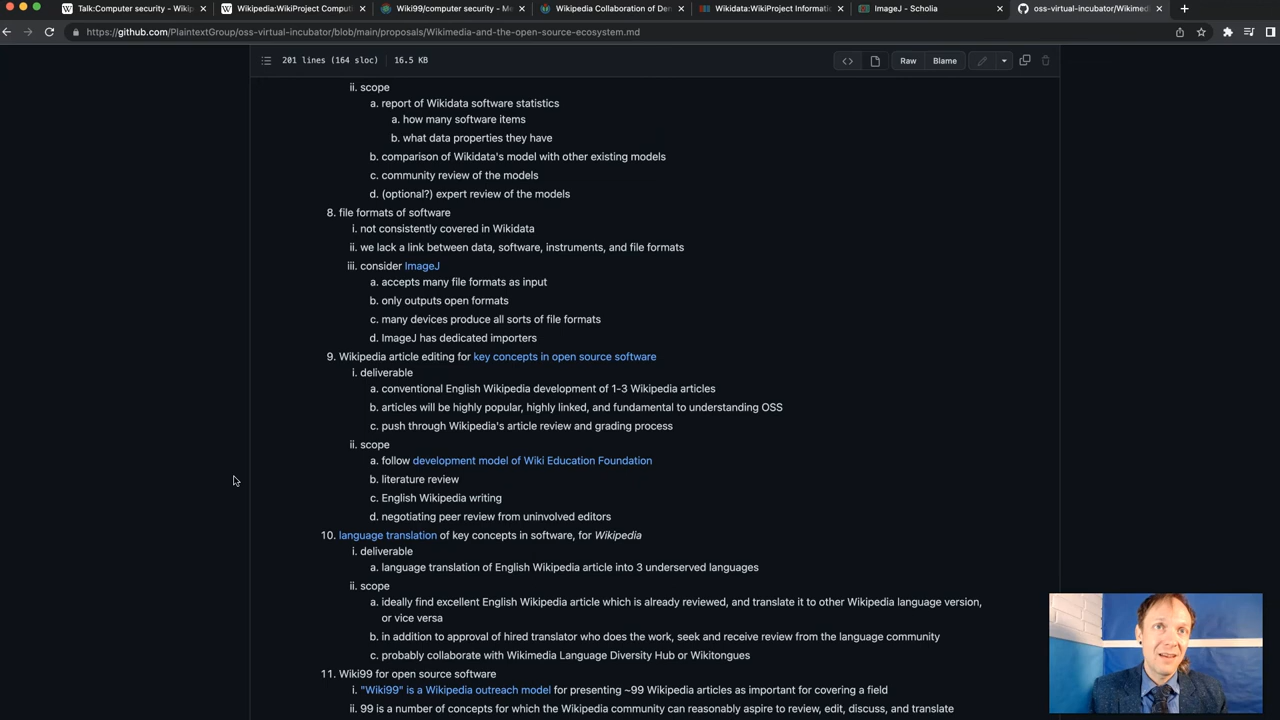 Talk:Computer security - Wikip
Wikipedia:WikiProject Computi
Wiki99/computer security - Me
Wikipedia Collaboration of Den
Wikidata:WikiProject Informati
ImageJ - Scholia
oss-virtual-incubator/Wikimed
https://github.com/PlaintextGroup/oss-virtual-incubator/blob/main/proposals/Wikimedia-and-the-open-source-ecosystem.md
201 lines (164 sloc) 16.5 KB
Raw
Blame
ii. scope
a. report of Wikidata software statistics
a. how many software items
b. what data properties they have
b. comparison of Wikidata's model with other existing models
c. community review of the models
d. (optional?) expert review of the models
8. file formats of software
i. not consistently covered in Wikidata
ii. we lack a link between data, software, instruments, and file formats
iii. consider ImageJ
a. accepts many file formats as input
b. only outputs open formats
c. many devices produce all sorts of file formats
d. ImageJ has dedicated importers
9. Wikipedia article editing for key concepts in open source software
i. deliverable
a. conventional English Wikipedia development of 1-3 Wikipedia articles
b. articles will be highly popular, highly linked, and fundamental to understanding OSS
c. push through Wikipedia's article review and grading process
ii. scope
a. follow development model of Wiki Education Foundation
b. literature review
c. English Wikipedia writing
d. negotiating peer review from uninvolved editors
10. language translation of key concepts in software, for Wikipedia
i. deliverable
a. language translation of English Wikipedia article into 3 underserved languages
ii. scope
a. ideally find excellent English Wikipedia article which is already reviewed, and translate it to other Wikipedia language version,
or vice versa
b. in addition to approval of hired translator who does the work, seek and receive review from the language community
c. probably collaborate with Wikimedia Language Diversity Hub or Wikitongues
11. Wiki99 for open source software
i. "Wiki99" is a Wikipedia outreach model for presenting ~99 Wikipedia articles as important for covering a field
ii. 99 is a number of concepts for which the Wikipedia community can reasonably aspire to review, edit, discuss, and translate